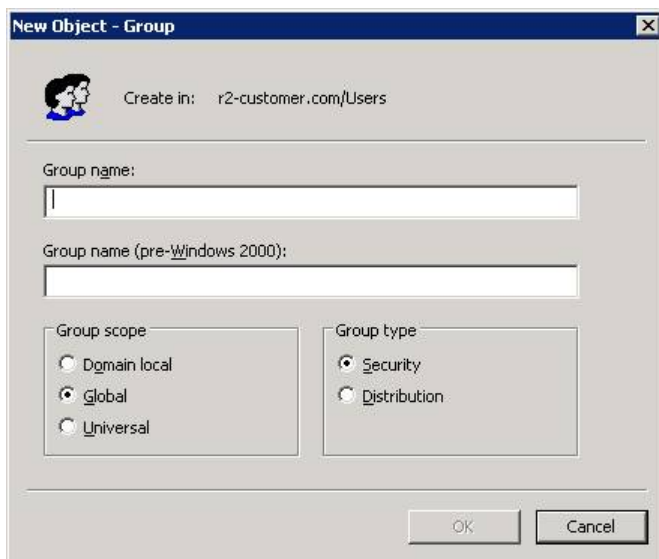 New Object - Group
Create in: r2-customer.com/Users
Group name:
Group name (pre-Windows 2000):
Group scope
Domain local
Global
Universal
Group type
Security
Distribution
OK
Cancel